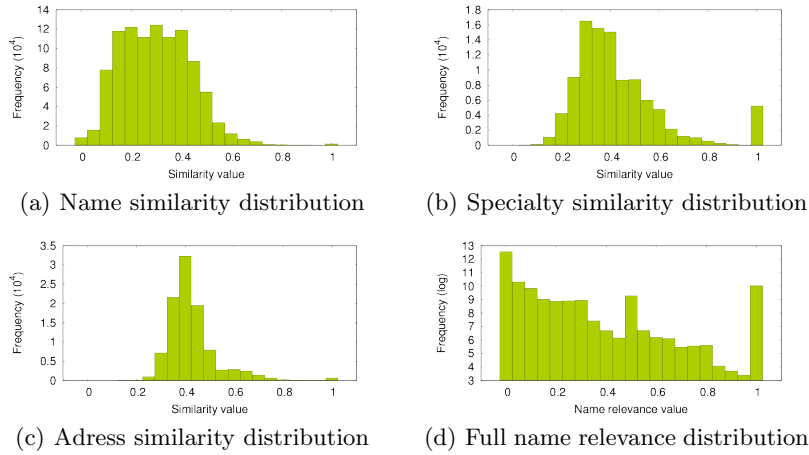 14
12
10
8
6
4
2
0
Frequency (10^4)
0 0.2 0.4 0.6 0.8 1
Similarity value
(a) Name similarity distribution
1.8
1.6
1.4
1.2
1
0.8
0.6
0.4
0.2
0
Frequency (10^4)
0 0.2 0.4 0.6 0.8 1
Similarity value
(b) Specialty similarity distribution
3.5
3
2.5
2
1.5
1
0.5
0
Frequency (10^4)
0 0.2 0.4 0.6 0.8 1
Similarity value
(c) Adress similarity distribution
13
12
11
10
9
8
7
6
5
4
3
Frequency (log)
0 0.2 0.4 0.6 0.8 1
Name relevance value
(d) Full name relevance distribution